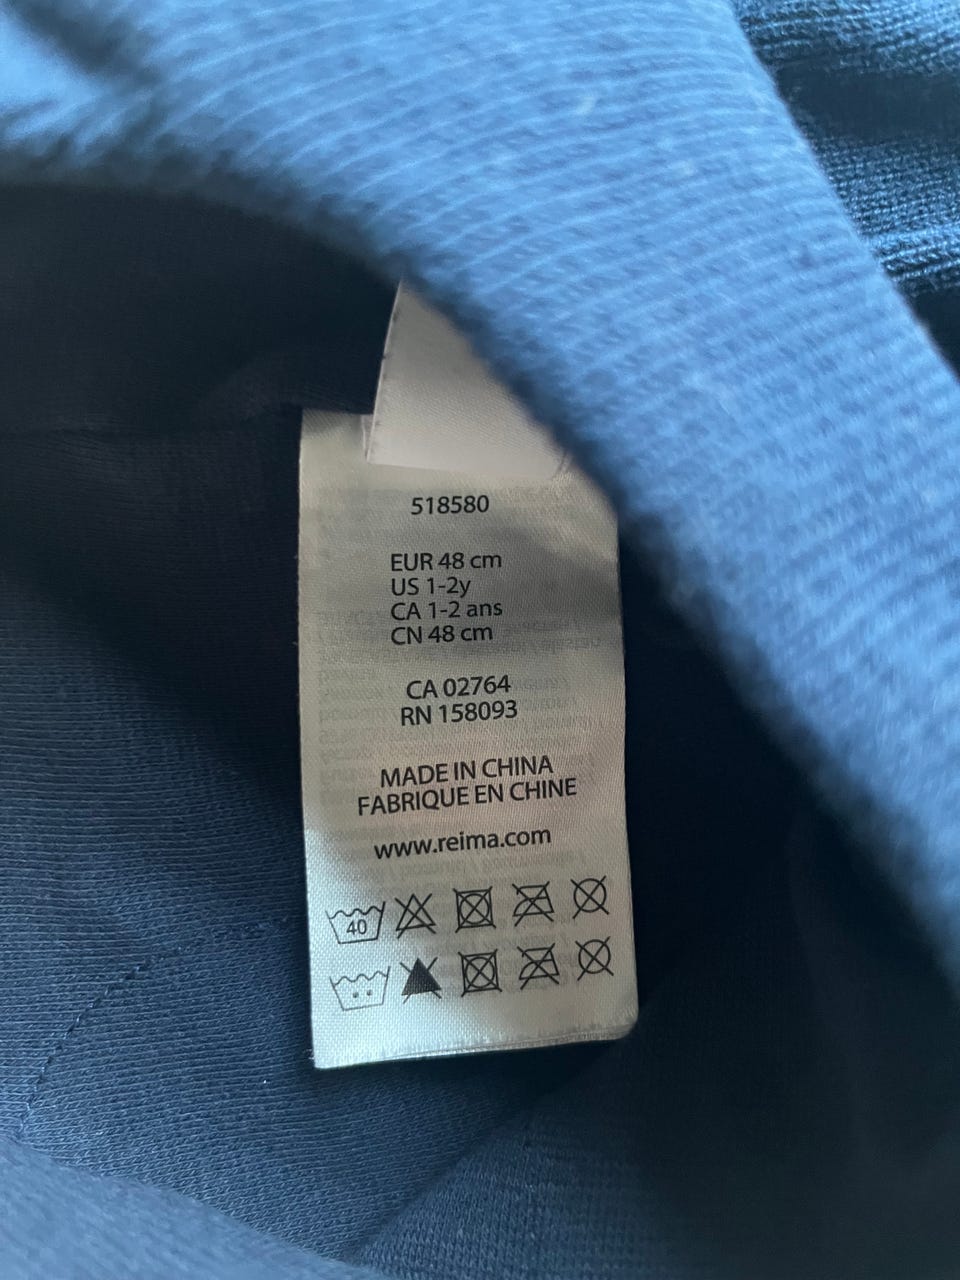 518580
EUR 48 cm
US 1-2y
CA 1-2 ans
CN 48 cm
CA 02764
RN 158093
MADE IN CHINA
FABRIQUE EN CHINE
www.reima.com
40